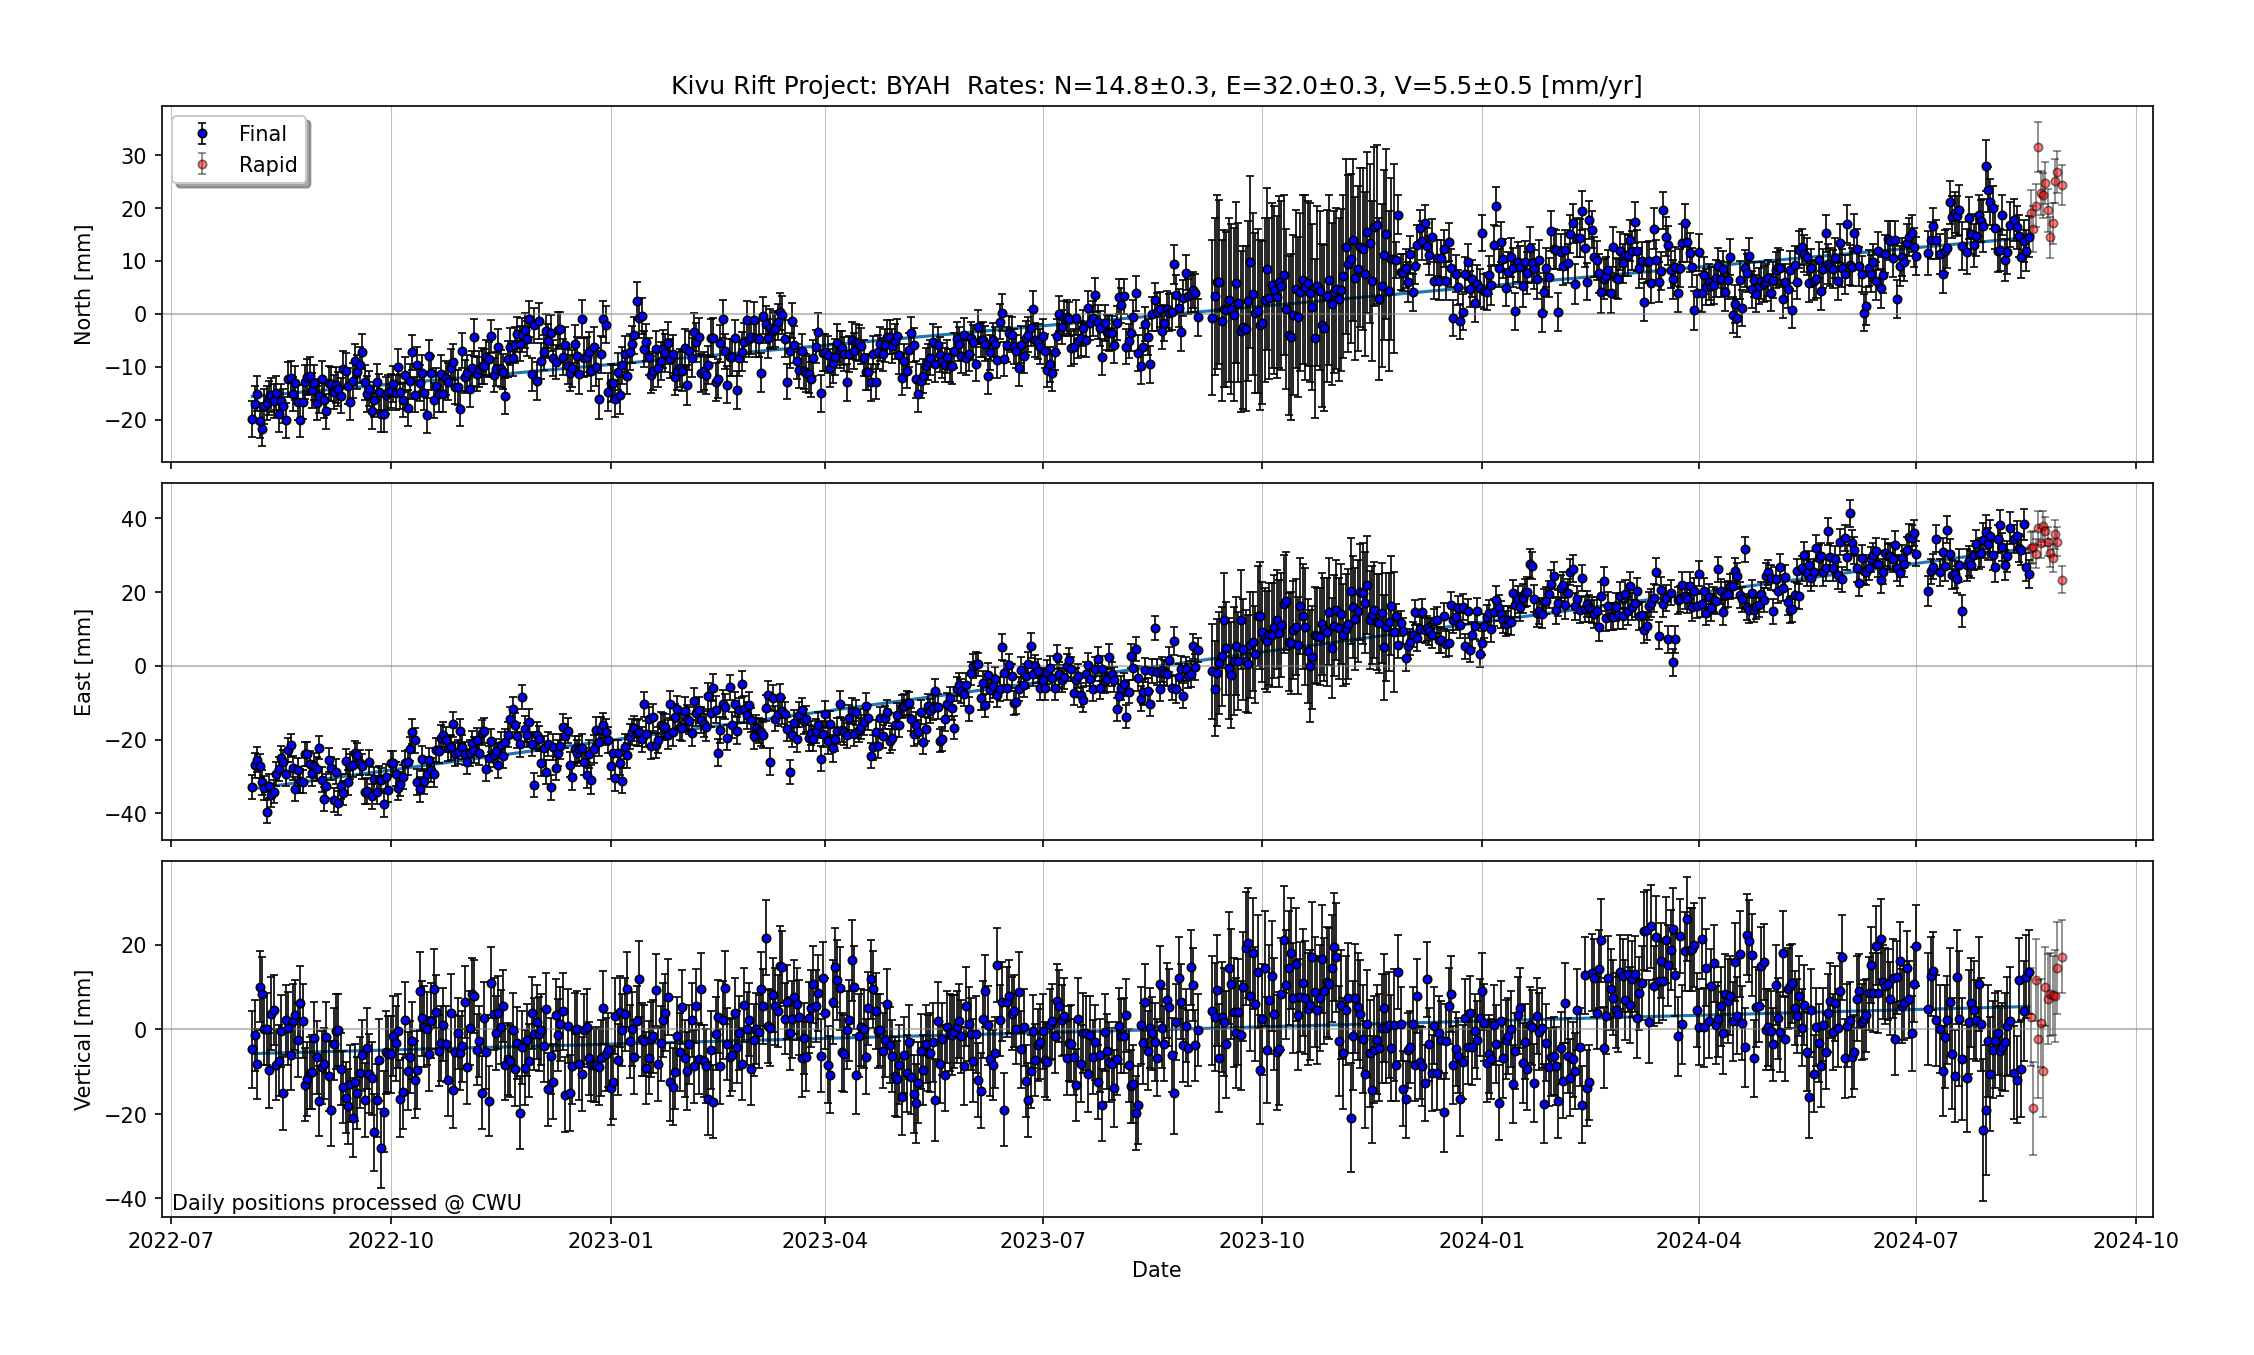 Kivu Rift Project: BYAH  Rates: N=14.8±0.3, E=32.0±0.3, V=5.5±0.5 [mm/yr]
Final
Rapid
North [mm]
30
20
10
0
−10
−20
East [mm]
40
20
0
−20
−40
Vertical [mm]
20
0
−20
−40
Daily positions processed @ CWU
2022-07 2022-10 2023-01 2023-04 2023-07 2023-10 2024-01 2024-04 2024-07 2024-10
Date